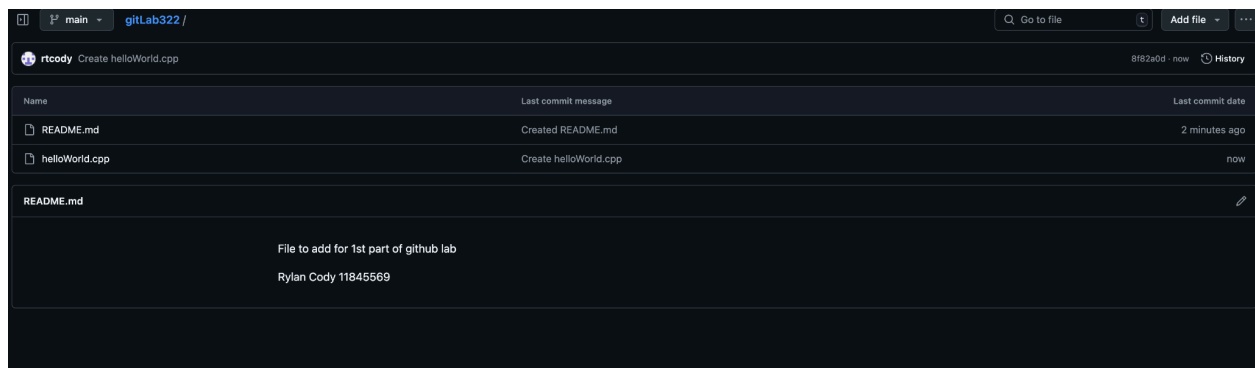 main gitLab322 / Go to file t Add file
rtcody Create helloWorld.cpp 8f82a0d · now History
Name Last commit message Last commit date
README.md Created README.md 2 minutes ago
helloWorld.cpp Create helloWorld.cpp now
README.md
File to add for 1st part of github lab
Rylan Cody 11845569